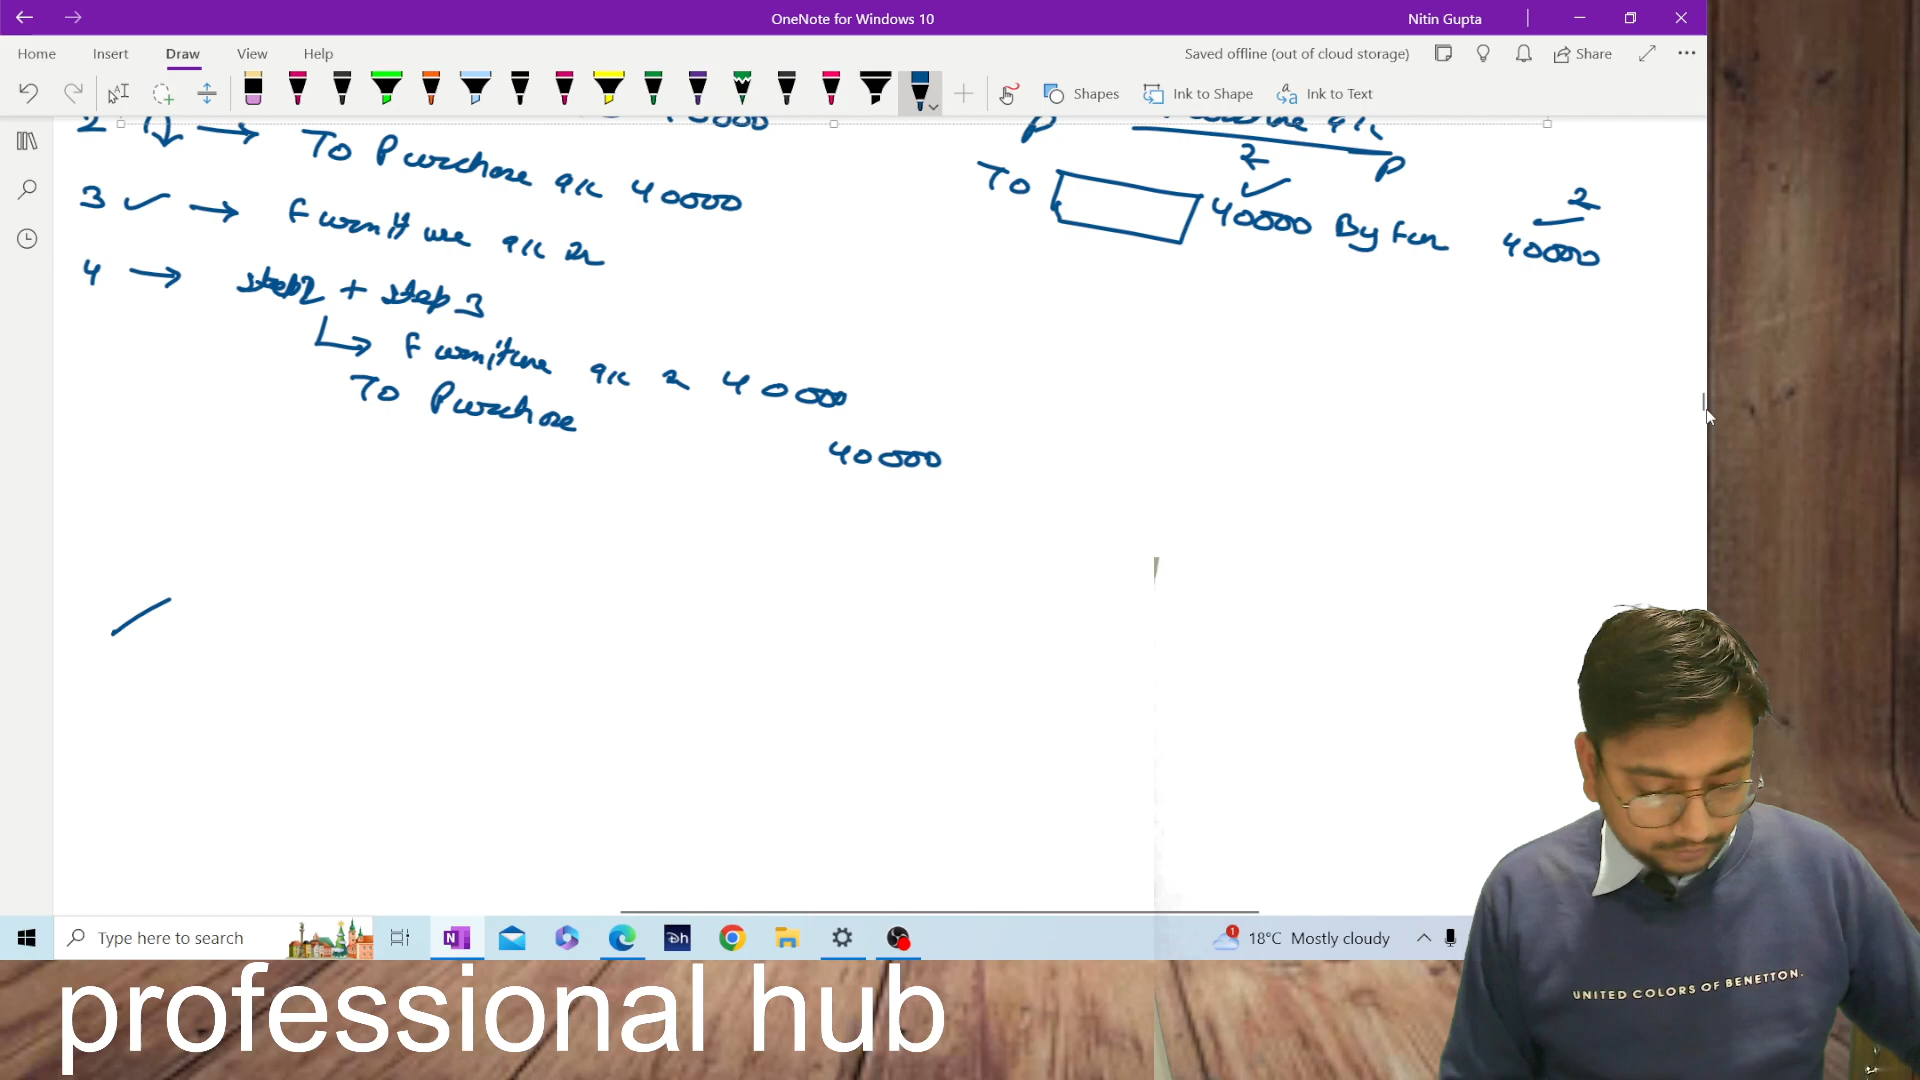 OneNote for Windows 10
Nitin Gupta
Home Insert Draw View Help
Saved offline (out of cloud storage) Share
Shapes Ink to Shape Ink to Text
2 → To Purchase a/c 40000
3 ✓ → Furniture a/c Dr
4 → Step2 + Step 3
Furniture a/c Dr 40000
To Purchase
40000
P P
2 2
To 40000 By Fur 40000
Type here to search
Dh
1
18°C Mostly cloudy
professional hub
UNITED COLORS OF BENETTON.